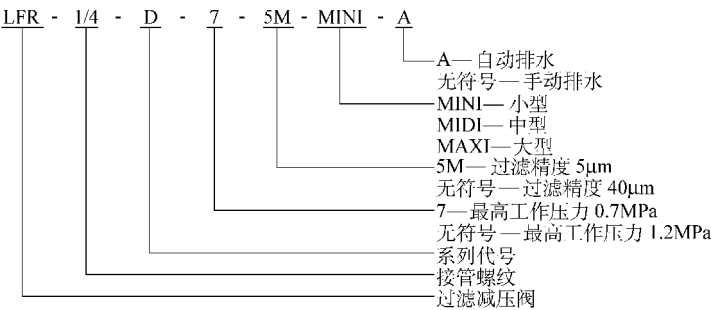 LFR - 1/4 - D - 7 - 5M - MINI - A
A—自动排水
无符号—手动排水
MINI—小型
MIDI—中型
MAXI—大型
5M—过滤精度 5μm
无符号—过滤精度 40μm
7—最高工作压力 0.7MPa
无符号—最高工作压力 1.2MPa
系列代号
接管螺纹
过滤减压阀